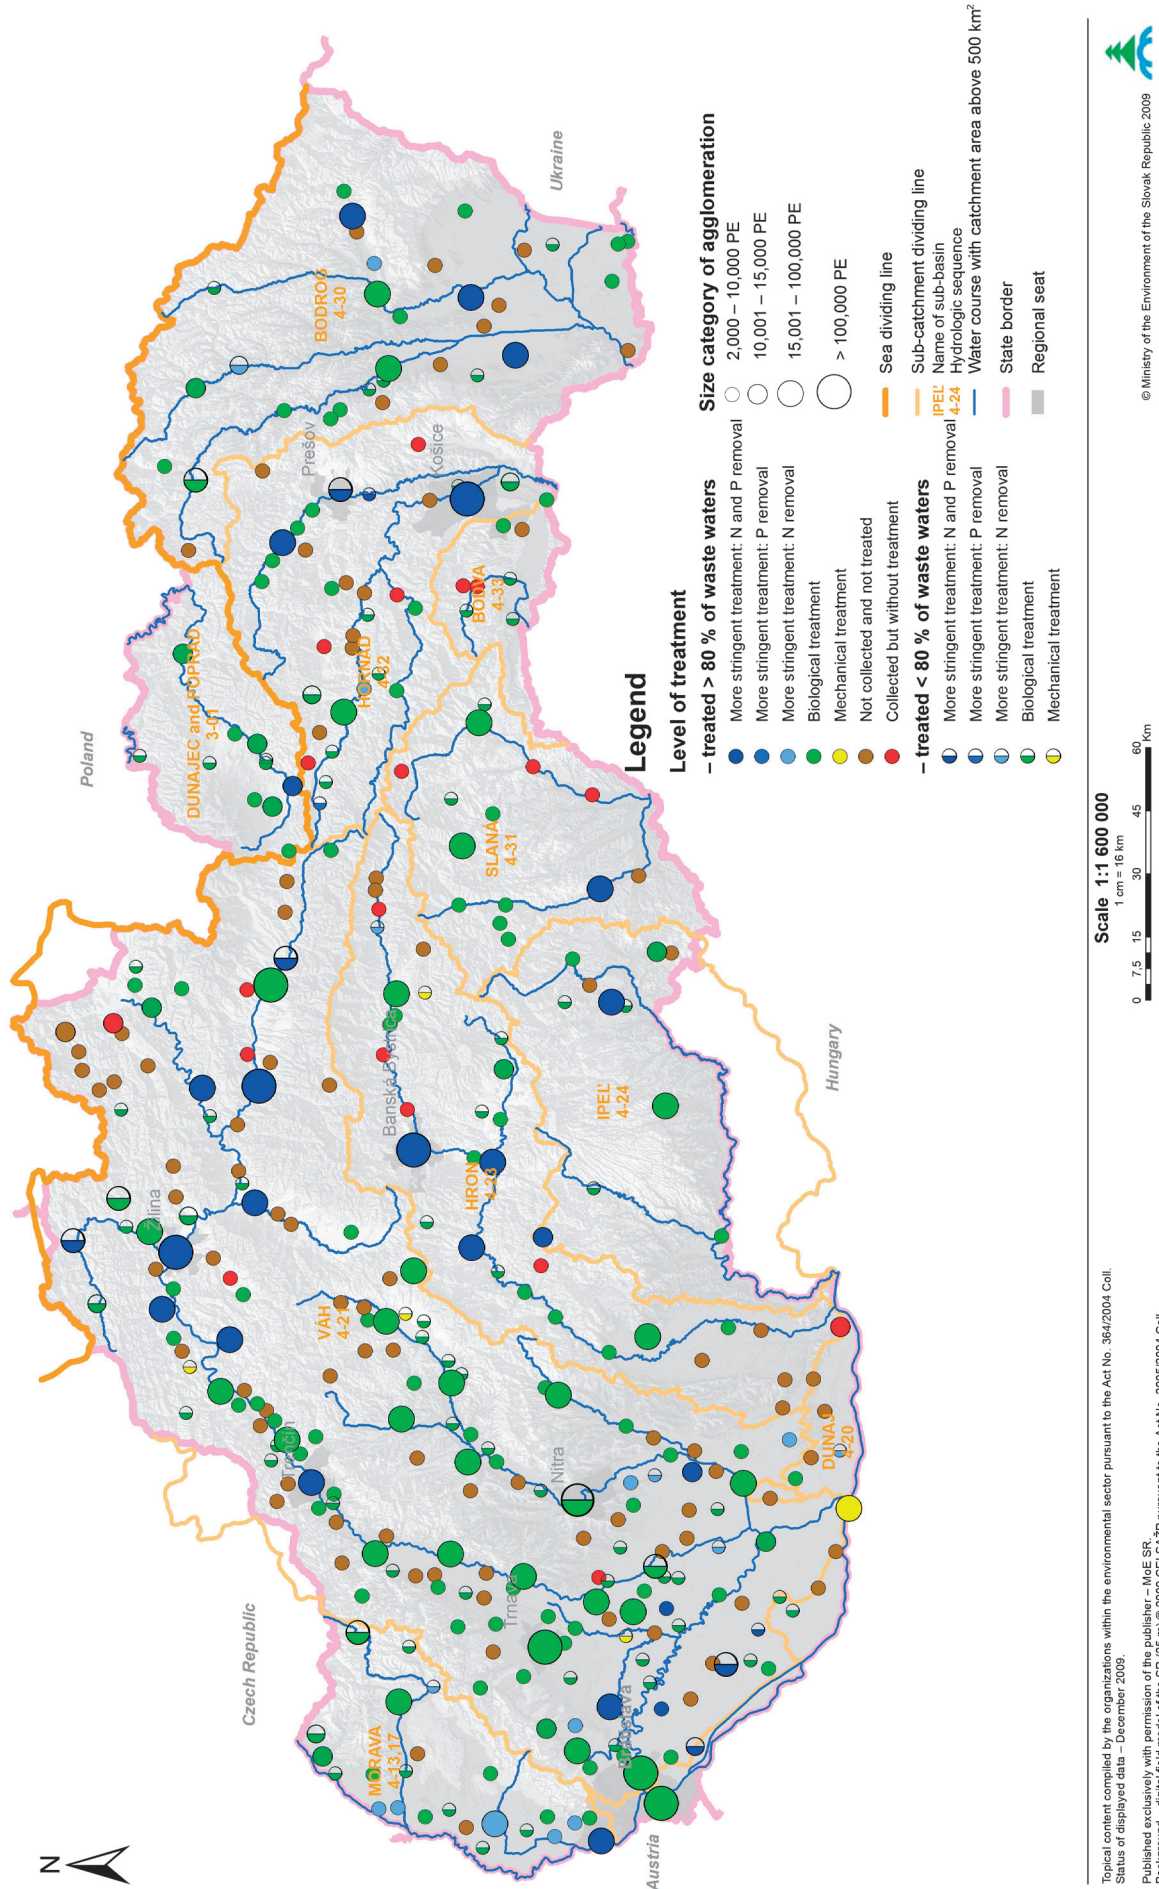 N
Poland
Czech Republic
Ukraine
Austria
Hungary
DUNAJEC and POPRAD
3-01
BODROG
4-30
Prešov
Košice
HORNÁD
4-32
BODVA
4-33
SLANÁ
4-31
Žilina
Banská Bystrica
IPEĽ
4-24
HRON
4-23
VÁH
4-21
Trenčín
Nitra
DUNAJ
4-20
Trnava
MORAVA
4-13,17
Bratislava
Legend
Level of treatment
– treated > 80 % of waste waters
More stringent treatment: N and P removal
More stringent treatment: P removal
More stringent treatment: N removal
Biological treatment
Mechanical treatment
Not collected and not treated
Collected but without treatment
– treated < 80 % of waste waters
More stringent treatment: N and P removal
More stringent treatment: P removal
More stringent treatment: N removal
Biological treatment
Mechanical treatment
Size category of agglomeration
2,000 – 10,000 PE
10,001 – 15,000 PE
15,001 – 100,000 PE
> 100,000 PE
Sea dividing line
Sub-catchment dividing line
IPEĽ Name of sub-basin
4-24 Hydrologic sequence
Water course with catchment area above 500 km²
State border
Regional seat
Scale 1:1 600 000
1 cm = 16 km
0 7,5 15 30 45 60 Km
Topical content compiled by the organizations within the environmental sector pursuant to the Act No. 364/2004 Coll.
Status of displayed data – December 2009.
Published exclusively with permission of the publisher – MoE SR.
© Ministry of the Environment of the Slovak Republic 2009